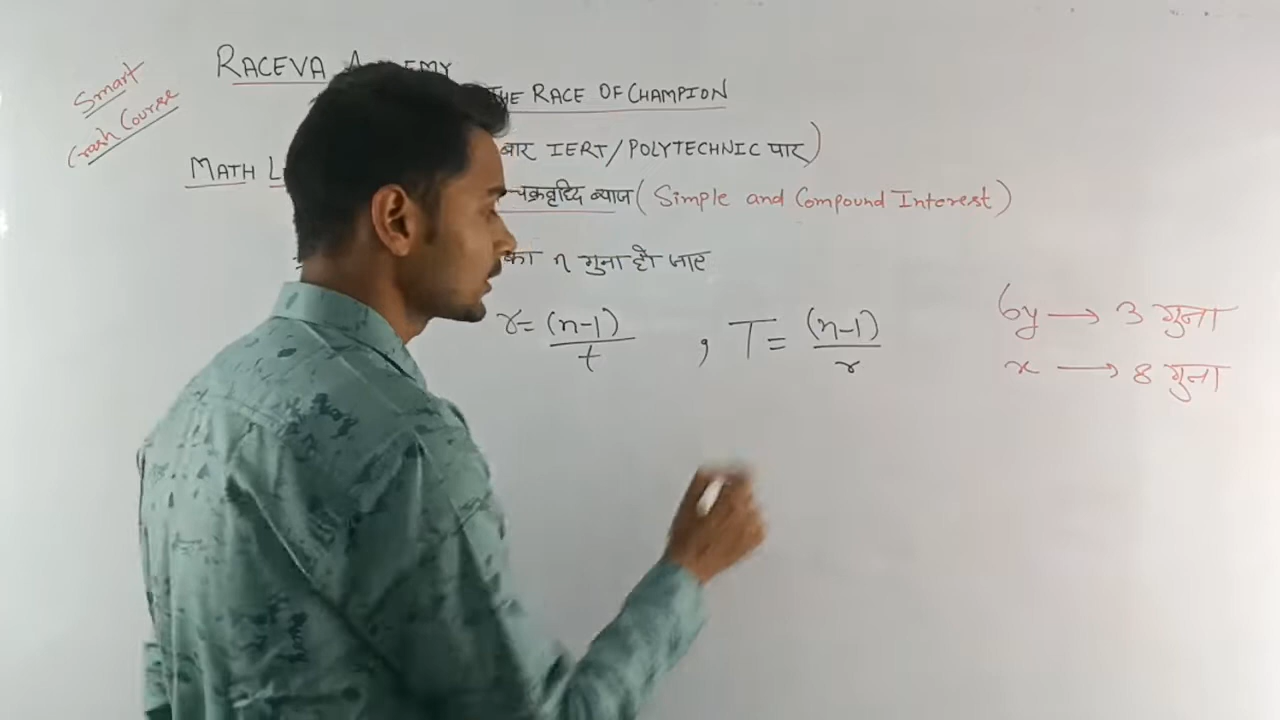 Smart
Crash Course
RACEVA
THE RACE OF CHAMPION
बार IERT/POLYTECHNIC पार)
MATH
चक्रवृद्धि ब्याज (Simple and Compound Interest)
का n गुना हो जाए
r = (n-1)/t , T = (n-1)/r
6y → 3 गुना
x → 8 गुना